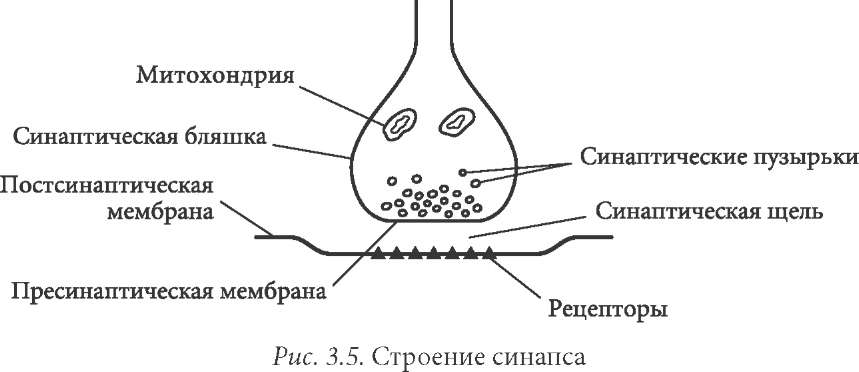 Митохондрия
Синаптическая бляшка
Синаптические пузырьки
Постсинаптическая
мембрана
Синаптическая щель
Пресинаптическая мембрана
Рецепторы
Рис. 3.5. Строение синапса